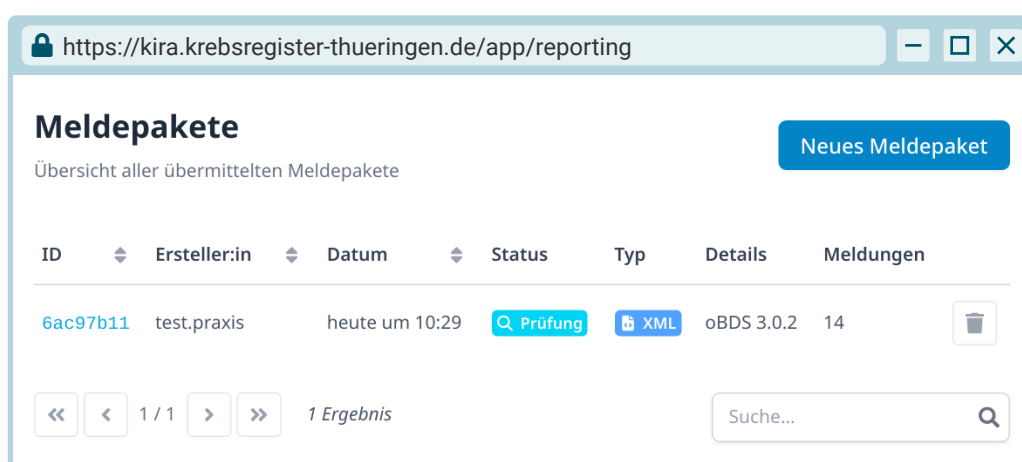 https://kira.krebsregister-thueringen.de/app/reporting
Meldepakete
Neues Meldepaket
Übersicht aller übermittelten Meldepakete
ID Ersteller:in Datum Status Typ Details Meldungen
6ac97b11 test.praxis heute um 10:29 Prüfung XML oBDS 3.0.2 14
1 / 1 1 Ergebnis Suche...